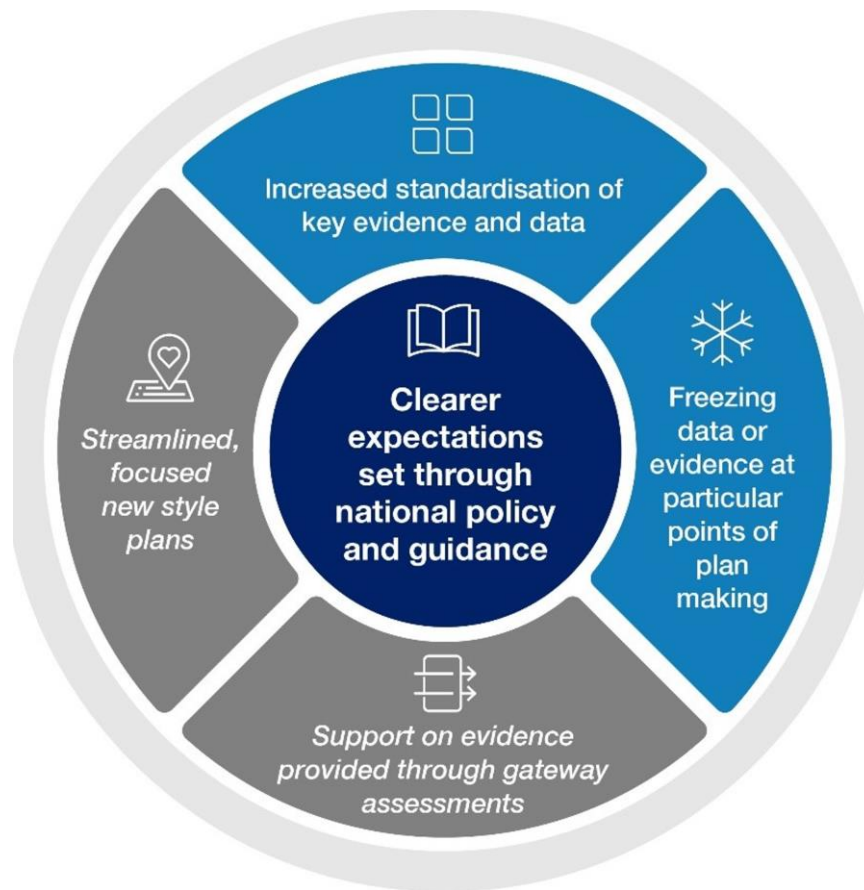 Increased standardisation of
key evidence and data
Clearer
expectations
set through
national policy
and guidance
Freezing
data or
evidence at
particular
points of
plan
making
Support on evidence
provided through gateway
assessments
Streamlined,
focused
new style
plans